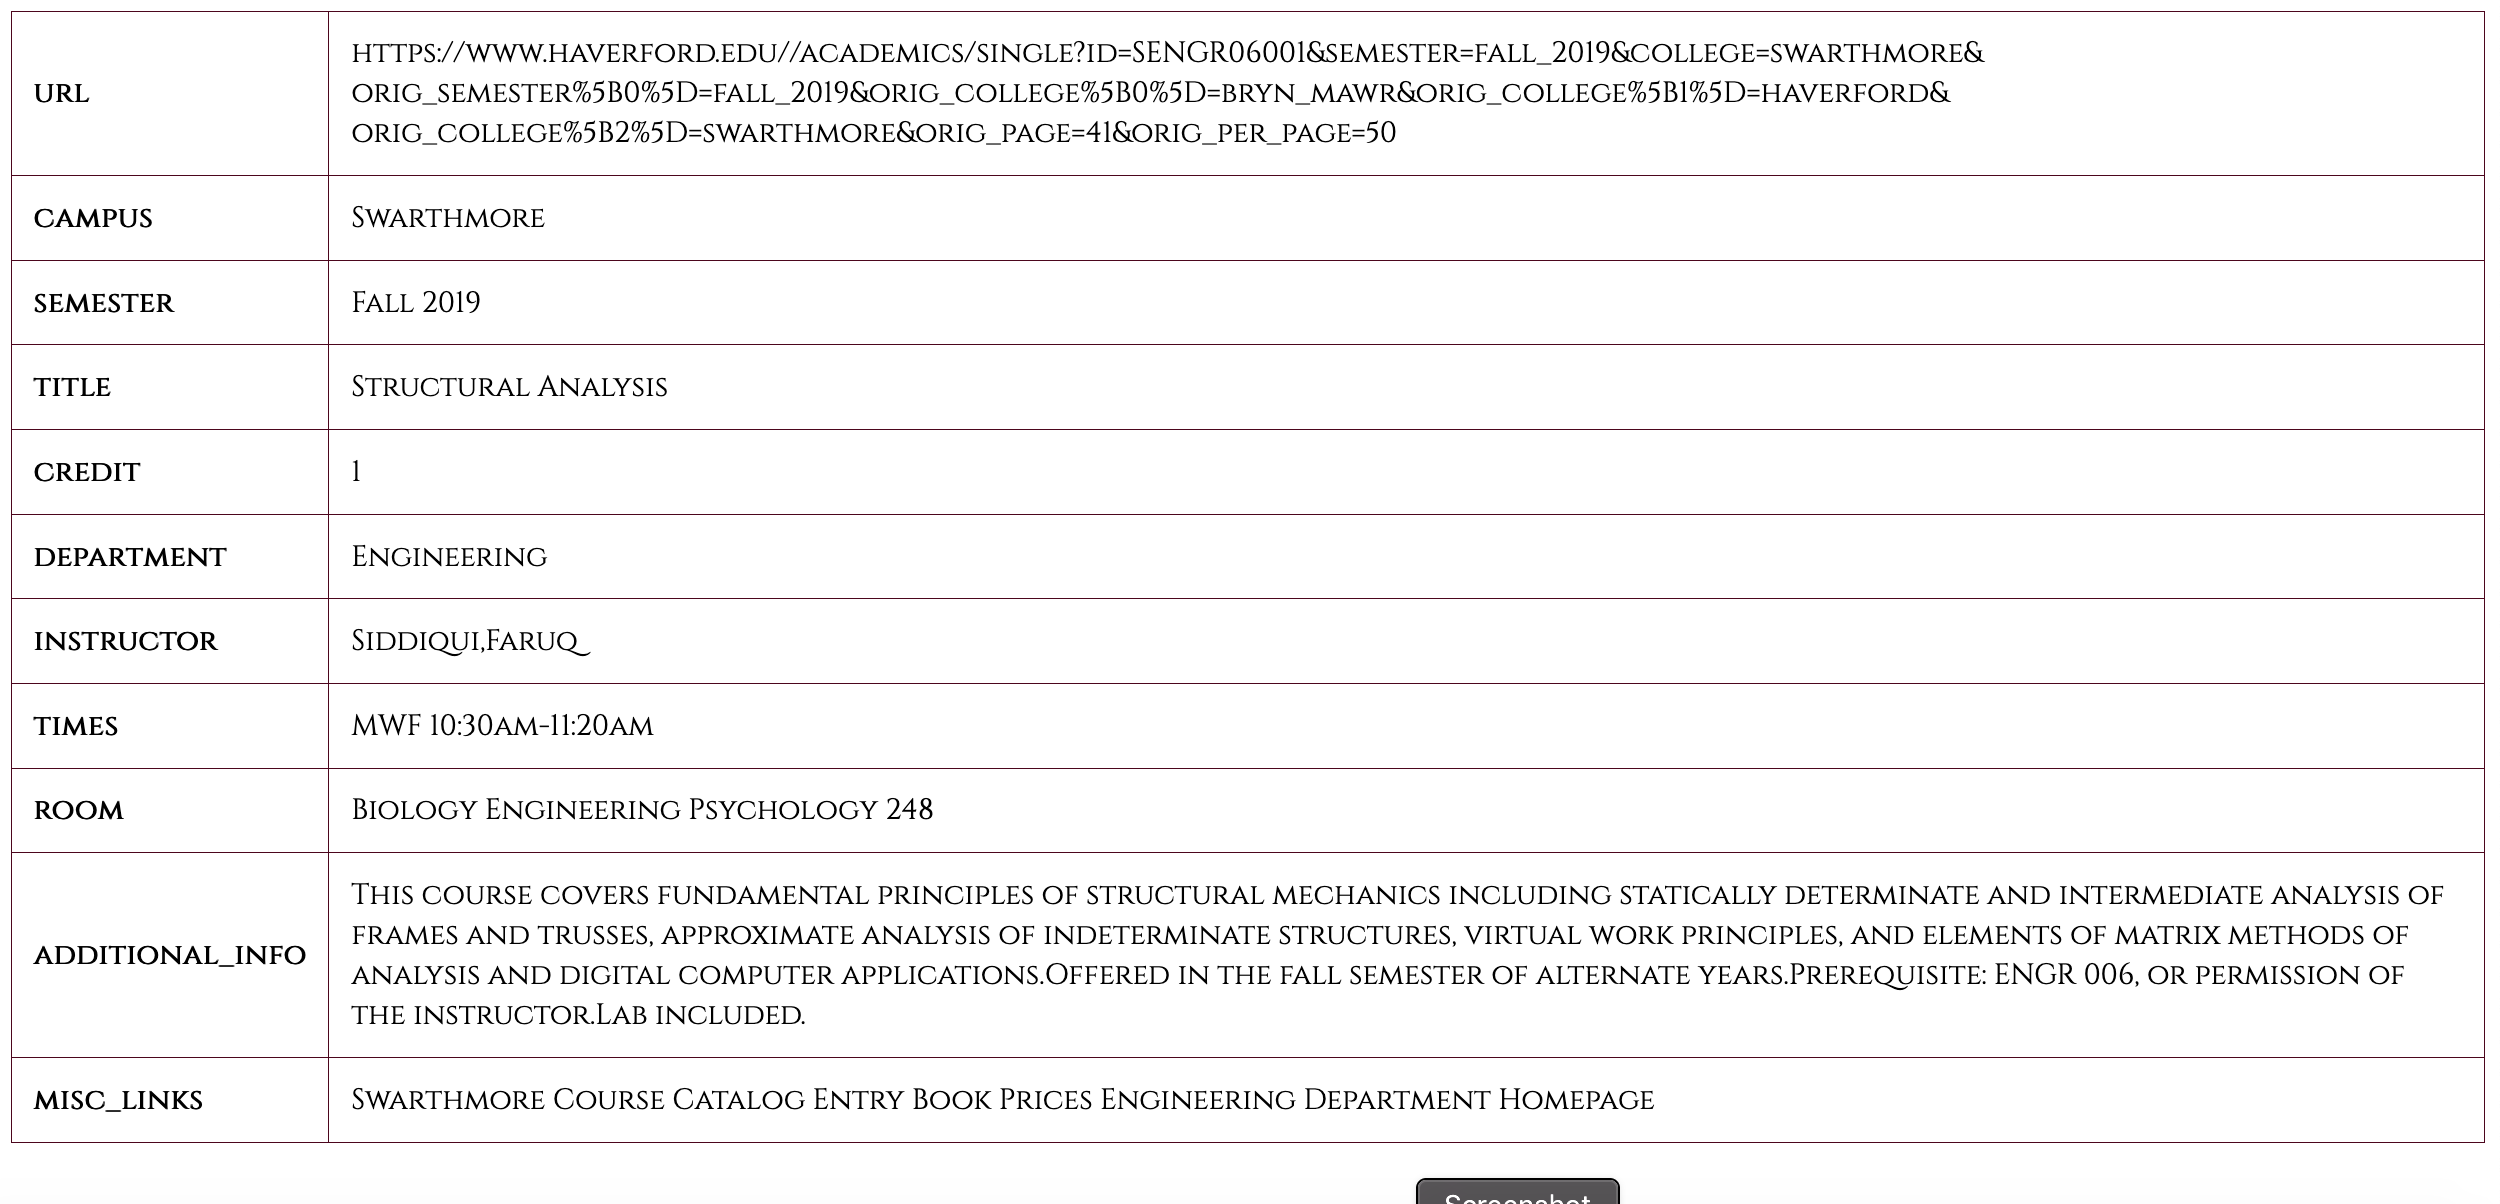 URL
https://www.haverford.edu//academics/single?id=SENGR06001&semester=fall_2019&college=swarthmore&
orig_semester%5B0%5D=fall_2019&orig_college%5B0%5D=bryn_mawr&orig_college%5B1%5D=haverford&
orig_college%5B2%5D=swarthmore&orig_page=41&orig_per_page=50
CAMPUS
Swarthmore
SEMESTER
Fall 2019
TITLE
Structural Analysis
CREDIT
1
DEPARTMENT
Engineering
INSTRUCTOR
Siddiqui,Faruq
TIMES
MWF 10:30am-11:20am
ROOM
Biology Engineering Psychology 248
ADDITIONAL_INFO
This course covers fundamental principles of structural mechanics including statically determinate and intermediate analysis of
frames and trusses, approximate analysis of indeterminate structures, virtual work principles, and elements of matrix methods of
analysis and digital computer applications.Offered in the fall semester of alternate years.Prerequisite: ENGR 006, or permission of
the instructor.Lab included.
MISC_LINKS
Swarthmore Course Catalog Entry Book Prices Engineering Department Homepage
Screenshot